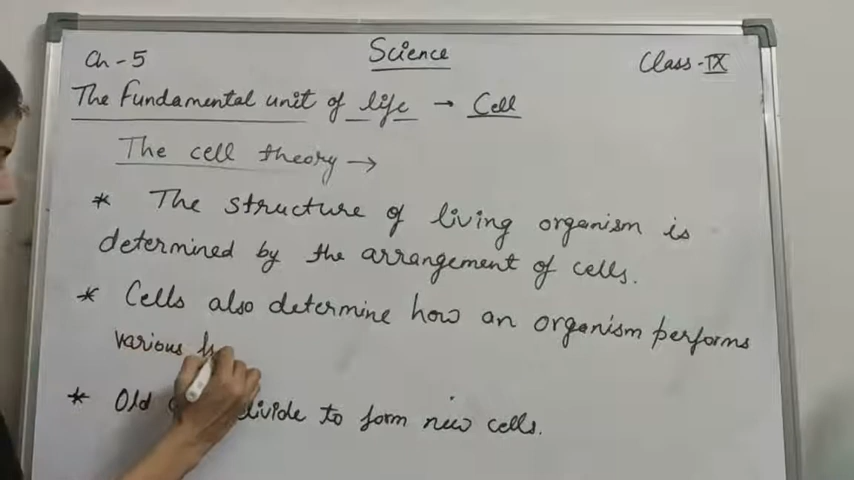 Ch - 5
Science
Class - IX
The Fundamental unit of life → Cell
The cell theory →
* The structure of living organism is
determined by the arrangement of cells.
* Cells also determine how an organism performs
various
* Old divide to form new cells.